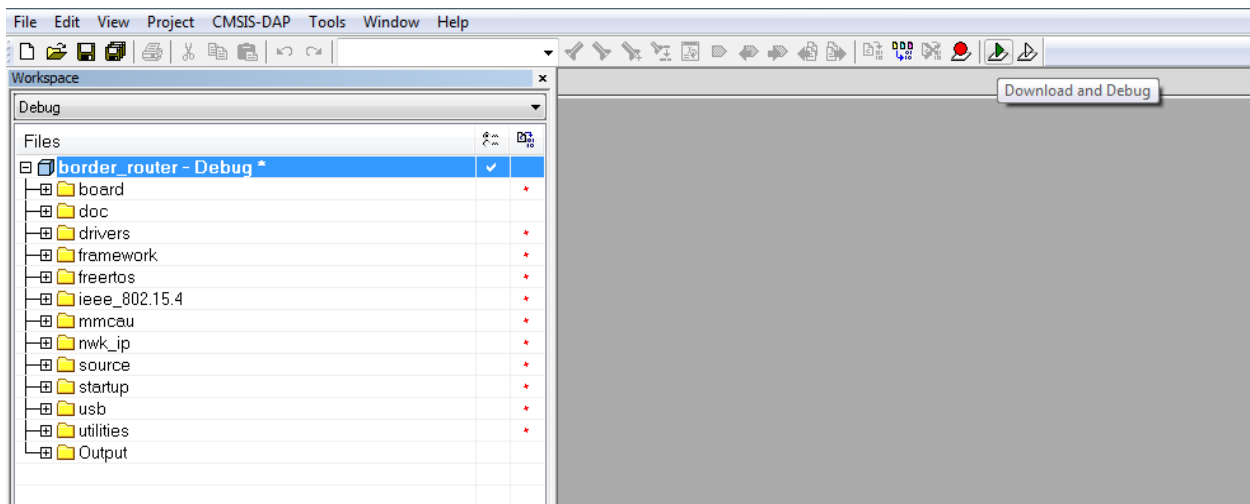 File Edit View Project CMSIS-DAP Tools Window Help
Workspace
Download and Debug
Debug
Files
border_router - Debug *
board
doc
drivers
framework
freertos
ieee_802.15.4
mmcau
nwk_ip
source
startup
usb
utilities
Output